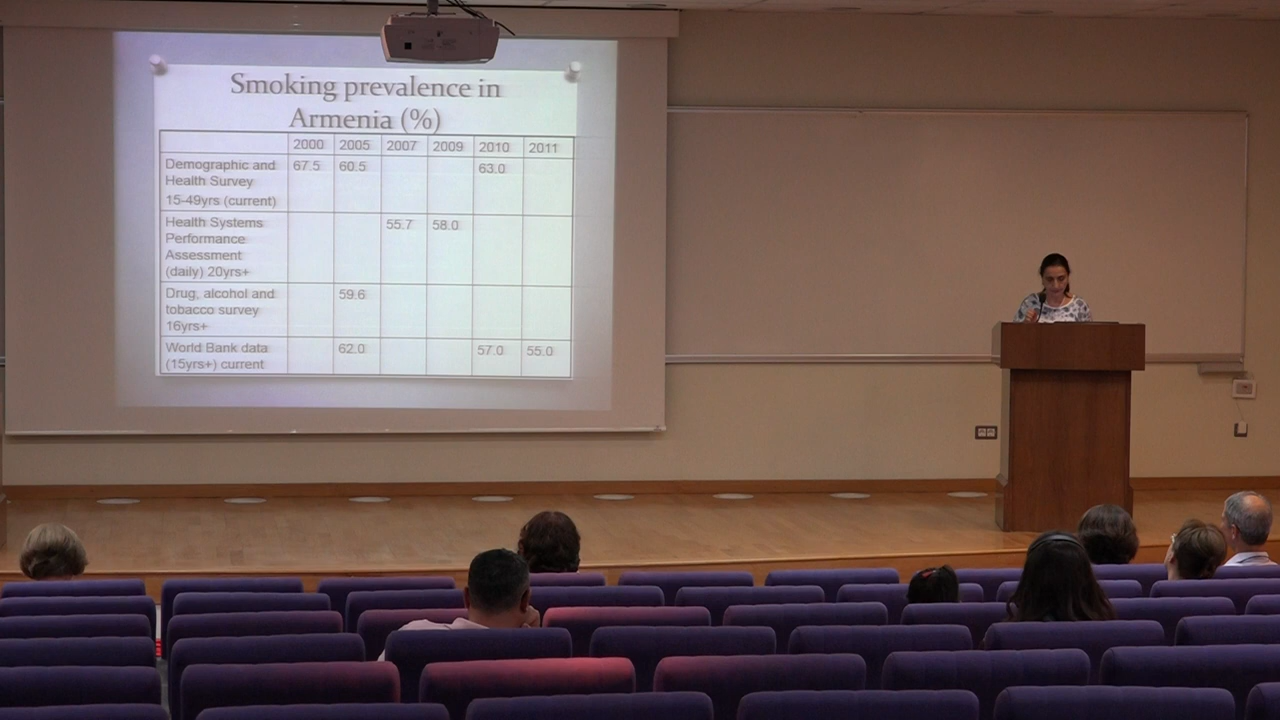 Smoking prevalence in
Armenia (%)
2000 2005 2007 2009 2010 2011
Demographic and
Health Survey
15-49yrs (current)
67.5 60.5 63.0
Health Systems
Performance
Assessment
(daily) 20yrs+
55.7 58.0
Drug, alcohol and
tobacco survey
16yrs+
59.6
World Bank data
(15yrs+) current
62.0 57.0 55.0